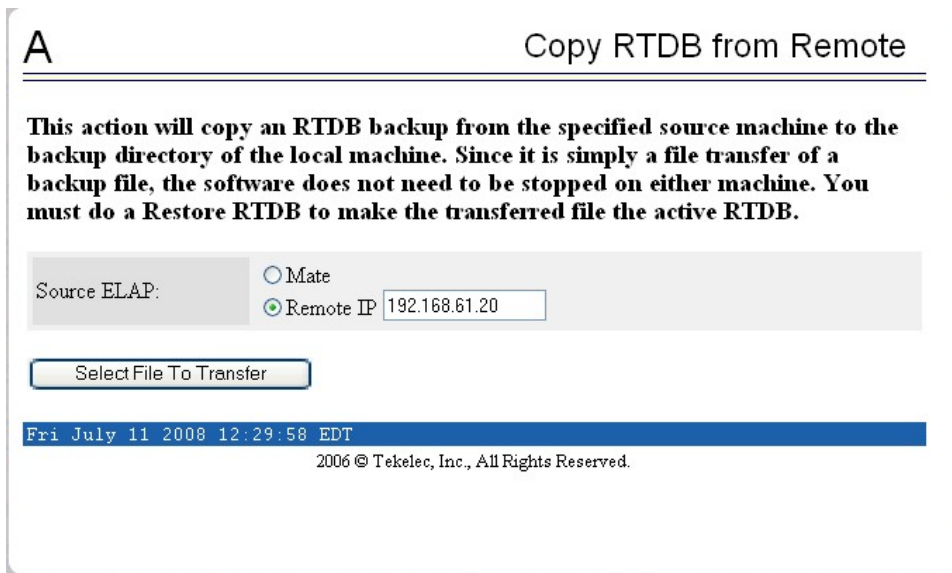 A
Copy RTDB from Remote
This action will copy an RTDB backup from the specified source machine to the
backup directory of the local machine. Since it is simply a file transfer of a
backup file, the software does not need to be stopped on either machine. You
must do a Restore RTDB to make the transferred file the active RTDB.
Source ELAP:
Mate
Remote IP 192.168.61.20
Select File To Transfer
Fri July 11 2008 12:29:58 EDT
2006 © Tekelec, Inc., All Rights Reserved.